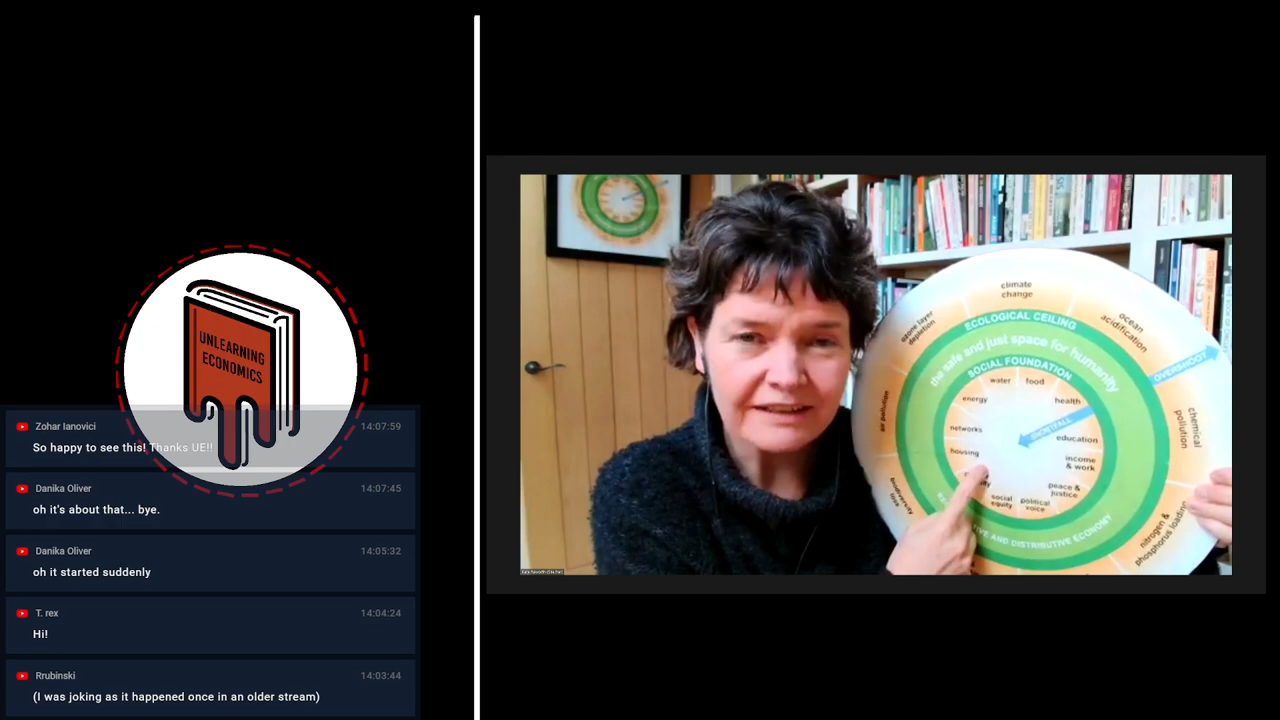 UNLEARNING
ECONOMICS
Zohar Ianovici
14:07:59
So happy to see this! Thanks UE!!
Danika Oliver
14:07:45
oh it's about that... bye.
Danika Oliver
14:05:32
oh it started suddenly
T. rex
14:04:24
Hi!
Rrubinski
14:03:44
(I was joking as it happened once in an older stream)
climate
change
ocean
acidification
chemical
pollution
nitrogen &
phosphorus loading
biodiversity
loss
air pollution
ozone layer
depletion
OVERSHOOT
ECOLOGICAL CEILING
the safe and just space for humanity
SOCIAL FOUNDATION
water
food
health
education
income
& work
peace &
justice
political
voice
social
equity
housing
networks
energy
SHORTFALL
AND DISTRIBUTIVE ECONOMY